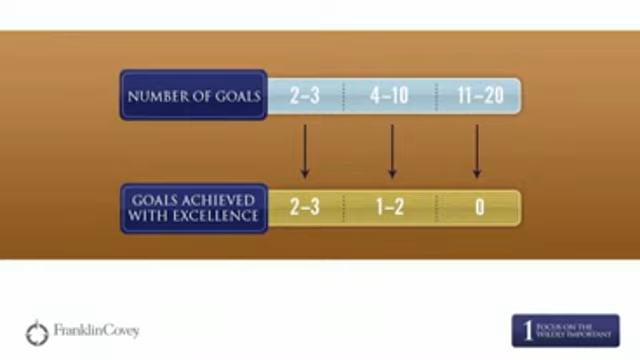 NUMBER OF GOALS 2–3 4–10 11–20
GOALS ACHIEVED
WITH EXCELLENCE 2–3 1–2 0
FranklinCovey
1 FOCUS ON THE
WILDLY IMPORTANT